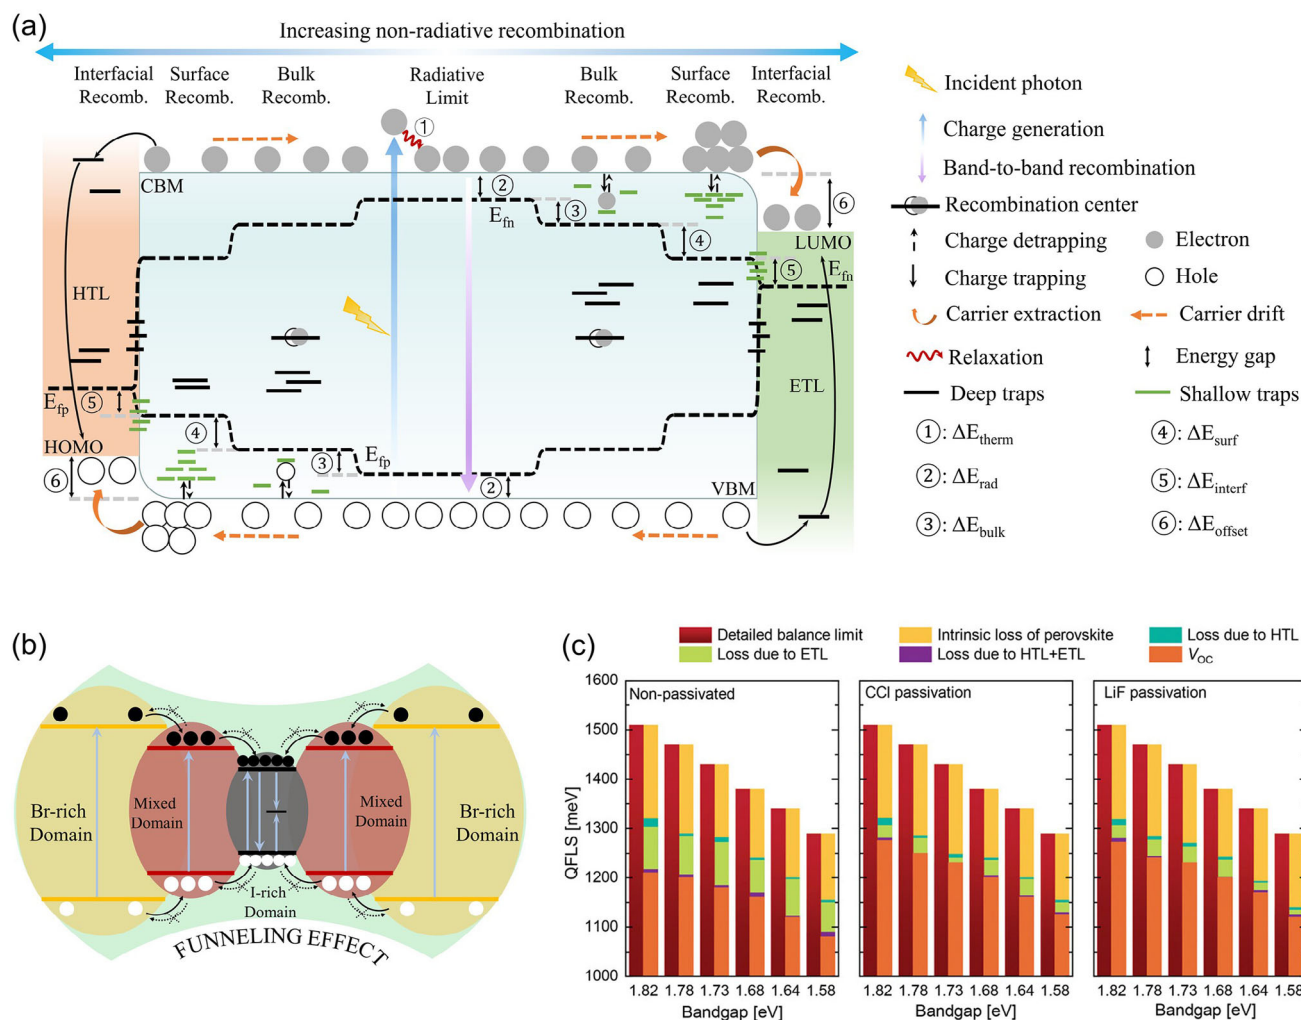 (a)
Increasing non-radiative recombination
Interfacial Recomb.
Surface Recomb.
Bulk Recomb.
Radiative Limit
Bulk Recomb.
Surface Recomb.
Interfacial Recomb.
①
CBM
②
Efn
③
④
⑥
LUMO
⑤
Efn
HTL
ETL
Efp
⑤
HOMO
④
⑥
③
Efp
②
VBM
Incident photon
Charge generation
Band-to-band recombination
Recombination center
Charge detrapping
Electron
Charge trapping
Hole
Carrier extraction
Carrier drift
Relaxation
Energy gap
Deep traps
Shallow traps
①: ΔEtherm
④: ΔEsurf
②: ΔErad
⑤: ΔEinterf
③: ΔEbulk
⑥: ΔEoffset
(b)
Br-rich
Domain
Mixed
Domain
Mixed
Domain
Br-rich
Domain
I-rich
Domain
FUNNELING EFFECT
(c)
Detailed balance limit
Intrinsic loss of perovskite
Loss due to HTL
Loss due to ETL
Loss due to HTL+ETL
VOC
QFLS [meV]
1600
1500
1400
1300
1200
1100
1000
Non-passivated
CCl passivation
LiF passivation
1.82 1.78 1.73 1.68 1.64 1.58
1.82 1.78 1.73 1.68 1.64 1.58
1.82 1.78 1.73 1.68 1.64 1.58
Bandgap [eV]
Bandgap [eV]
Bandgap [eV]